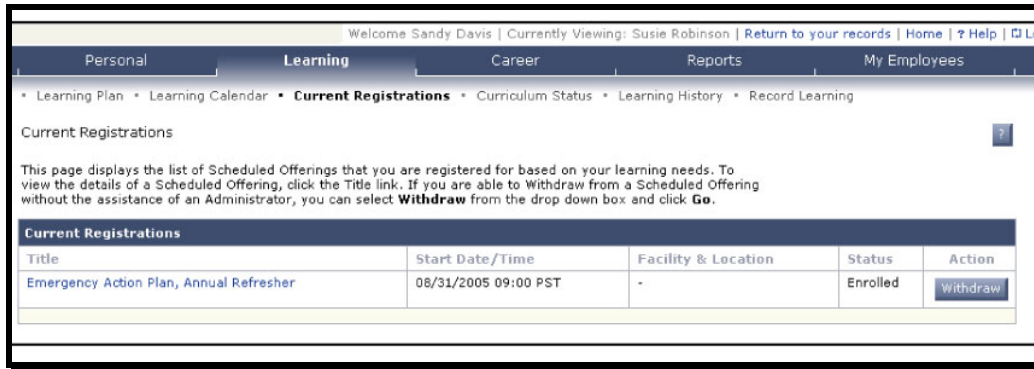 Welcome Sandy Davis | Currently Viewing: Susie Robinson | Return to your records | Home | ? Help |
Personal Learning Career Reports My Employees
• Learning Plan • Learning Calendar • Current Registrations • Curriculum Status • Learning History • Record Learning
Current Registrations ?
This page displays the list of Scheduled Offerings that you are registered for based on your learning needs. To
view the details of a Scheduled Offering, click the Title link. If you are able to Withdraw from a Scheduled Offering
without the assistance of an Administrator, you can select Withdraw from the drop down box and click Go.
Current Registrations
Title Start Date/Time Facility & Location Status Action
Emergency Action Plan, Annual Refresher 08/31/2005 09:00 PST - Enrolled Withdraw